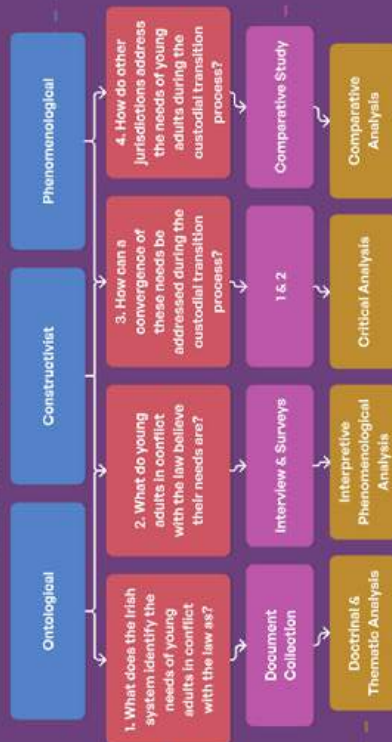 Ontological
Constructivist
Phenomenological
1. What does the Irish
system identify the
needs of young
adults in conflict
with the law as?
2. What do young
adults in conflict
with the law believe
their needs are?
3. How can a
convergence of
these needs be
addressed during the
custodial transition
process?
4. How do other
jurisdictions address
the needs of young
adults during the
custodial transition
process?
Document
Collection
Interview & Surveys
1 & 2
Comparative Study
Doctrinal &
Thematic Analysis
Interpretive
Phenomenological
Analysis
Critical Analysis
Comparative
Analysis